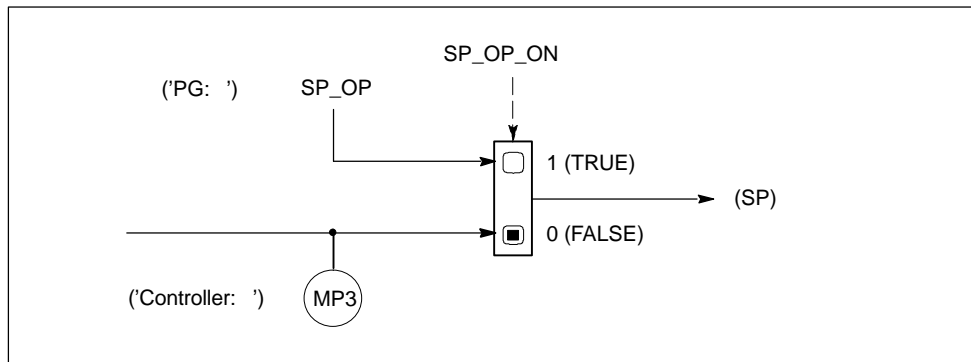 SP_OP_ON
('PG:   ’)
SP_OP
1 (TRUE)
(SP)
0 (FALSE)
('Controller:   ’)
MP3